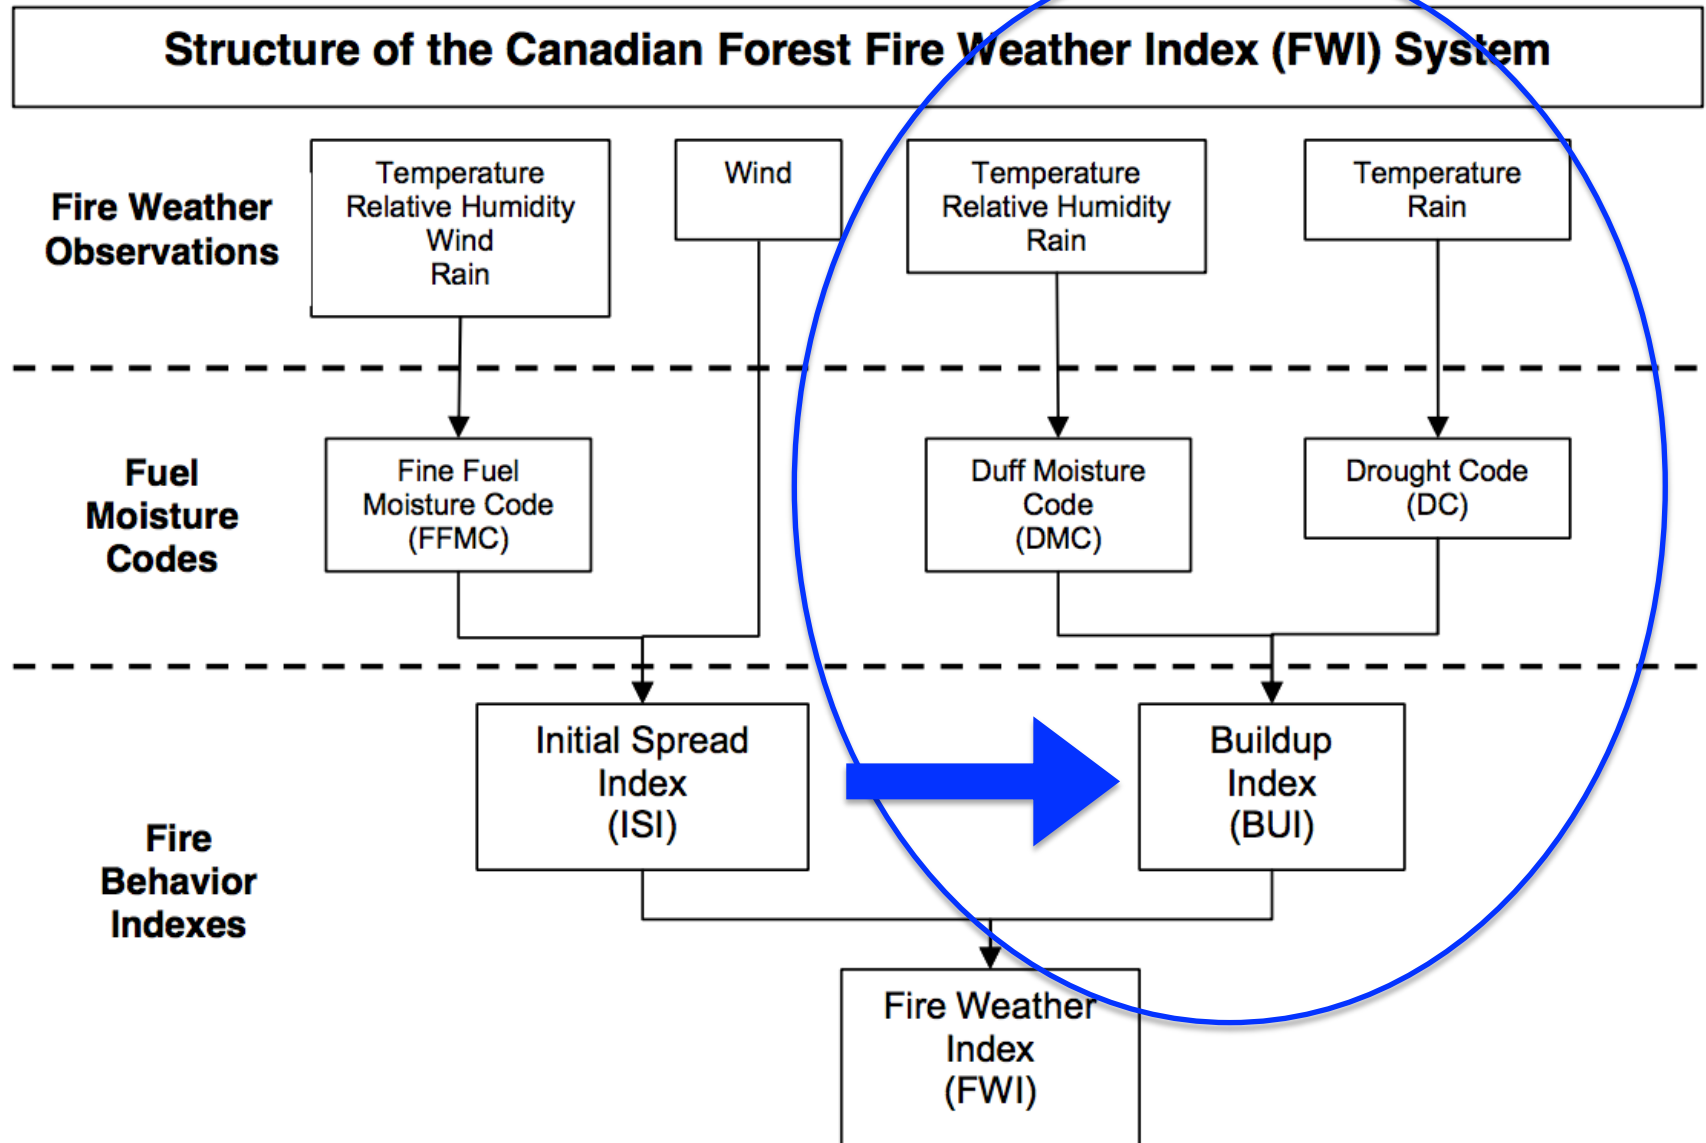 Structure of the Canadian Forest Fire Weather Index (FWI) System
Fire Weather
Observations
Temperature
Relative Humidity
Wind
Rain
Wind
Temperature
Relative Humidity
Rain
Temperature
Rain
Fuel
Moisture
Codes
Fine Fuel
Moisture Code
(FFMC)
Duff Moisture
Code
(DMC)
Drought Code
(DC)
Fire
Behavior
Indexes
Initial Spread
Index
(ISI)
Buildup
Index
(BUI)
Fire Weather
Index
(FWI)